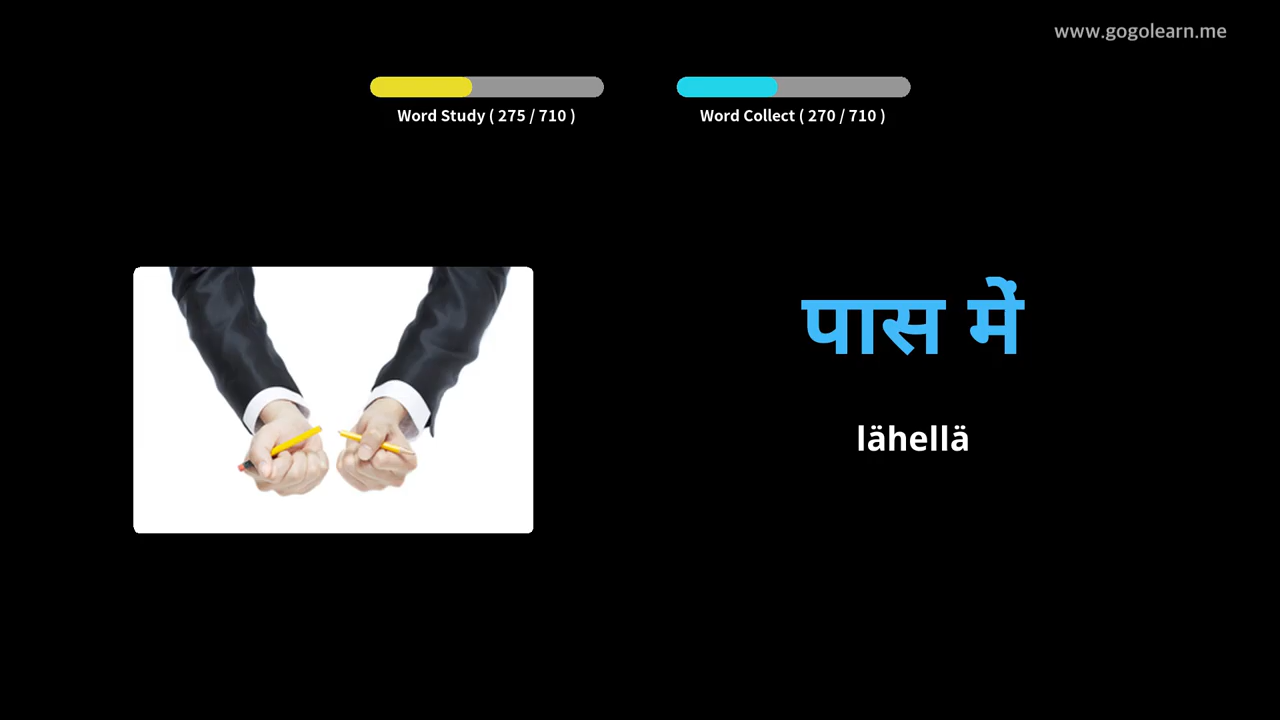 www.gogolearn.me
Word Study ( 275 / 710 )
Word Collect ( 270 / 710 )
पास में
lähellä